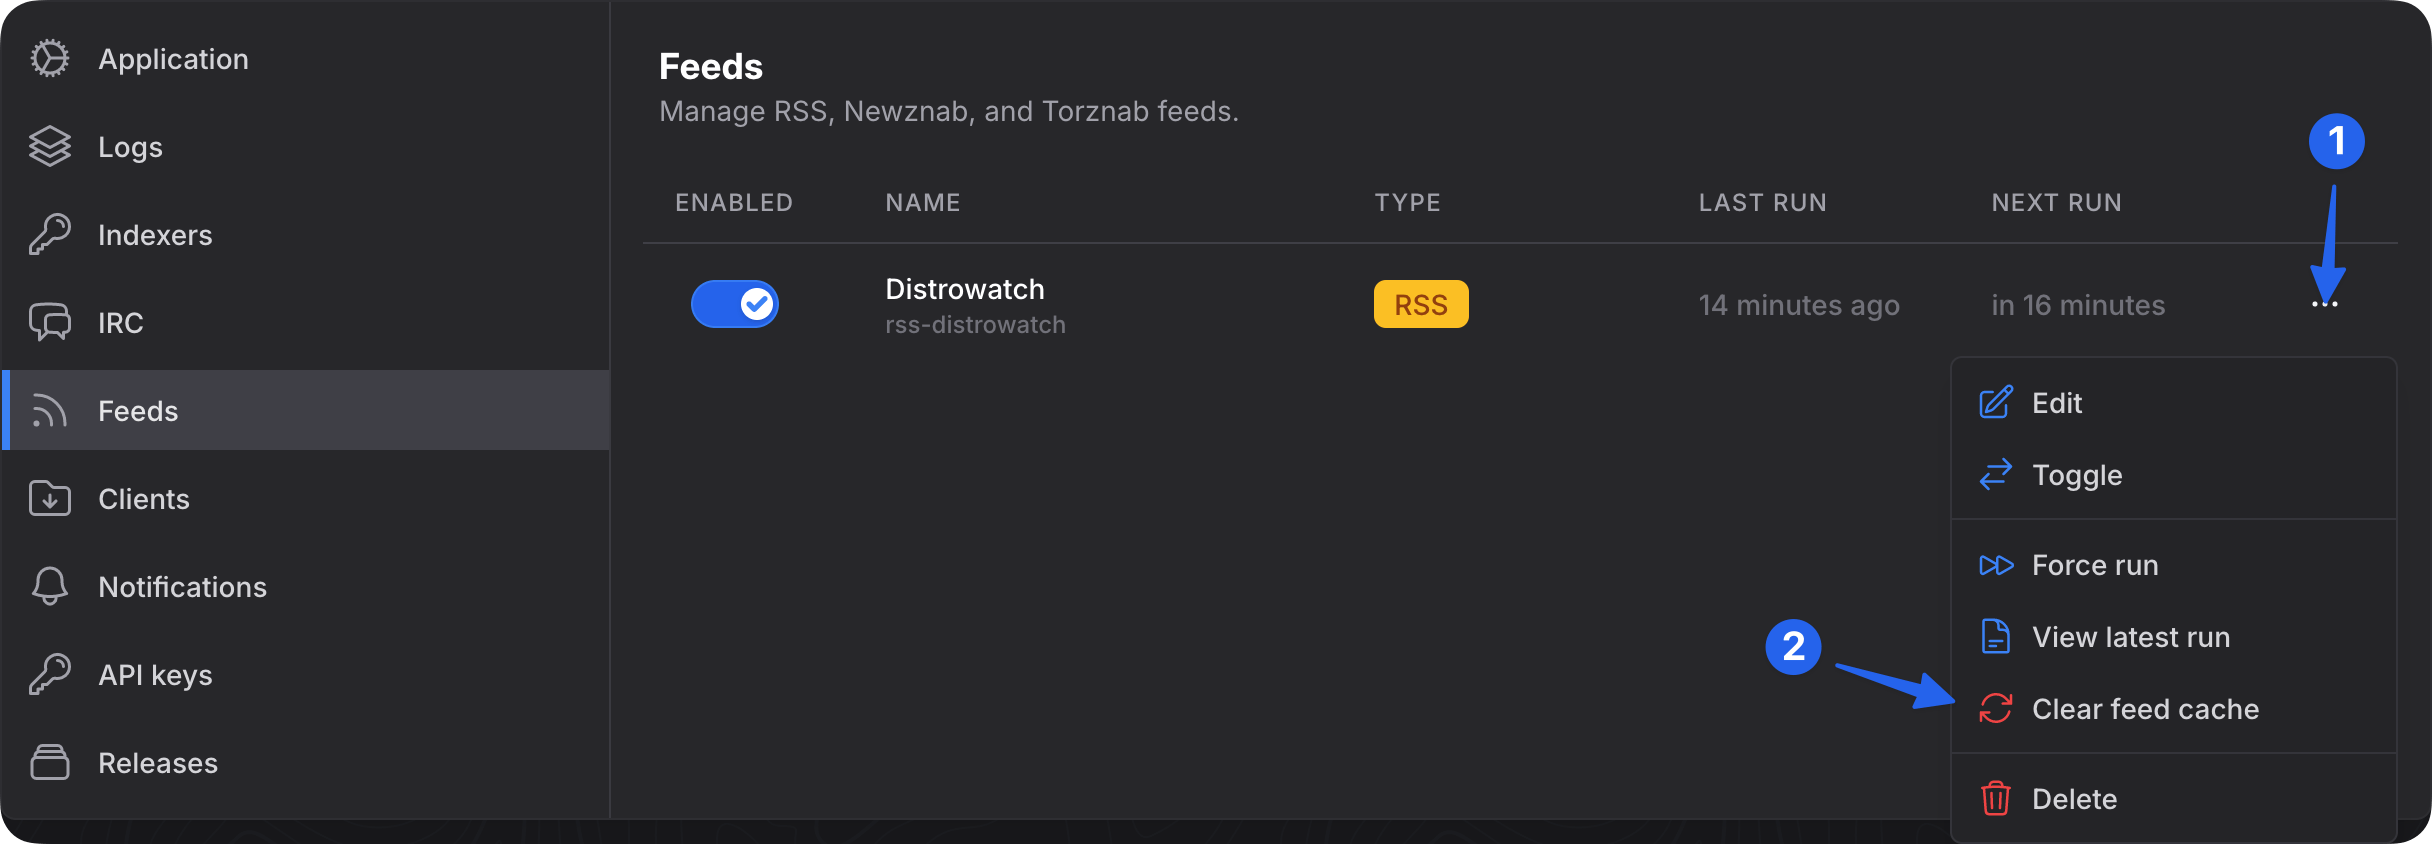 Application
Logs
Indexers
IRC
Feeds
Clients
Notifications
API keys
Releases
Feeds
Manage RSS, Newznab, and Torznab feeds.
ENABLED NAME TYPE LAST RUN NEXT RUN
Distrowatch
rss-distrowatch
RSS
14 minutes ago
in 16 minutes
1
Edit
Toggle
Force run
View latest run
2
Clear feed cache
Delete